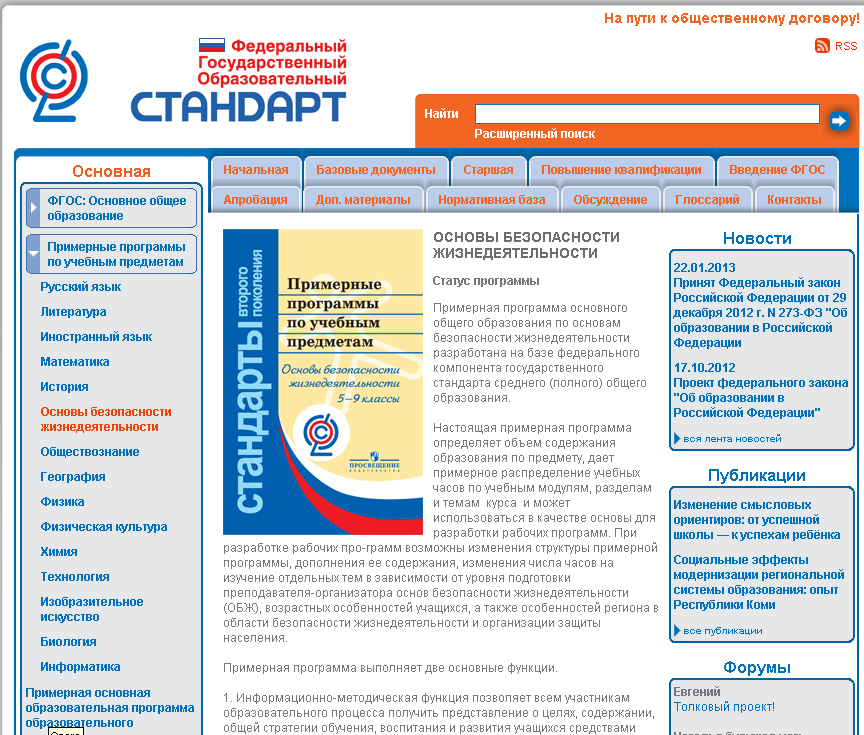 На пути к общественному договору!
RSS
Федеральный
Государственный
Образовательный
СТАНДАРТ
Найти
Расширенный поиск
Основная
Начальная
Базовые документы
Старшая
Повышение квалификации
Введение ФГОС
Апробация
Доп. материалы
Нормативная база
Обсуждение
Глоссарий
Контакты
ФГОС: Основное общее
образование
Примерные программы
по учебным предметам
Русский язык
Литература
Иностранный язык
Математика
История
Основы безопасности
жизнедеятельности
Обществознание
География
Физика
Физическая культура
Химия
Технология
Изобразительное
искусство
Биология
Информатика
Примерная основная
образовательная программа
образовательного
стандарты второго
поколения
Примерные
программы
по учебным
предметам
Основы безопасности
жизнедеятельности
5–9 классы
ПРОСВЕЩЕНИЕ
ИЗДАТЕЛЬСТВО
ОСНОВЫ БЕЗОПАСНОСТИ
ЖИЗНЕДЕЯТЕЛЬНОСТИ
Статус программы
Примерная программа основного
общего образования по основам
безопасности жизнедеятельности
разработана на базе федерального
компонента государственного
стандарта среднего (полного) общего
образования.
Настоящая примерная программа
определяет объем содержания
образования по предмету, дает
примерное распределение учебных
часов по учебным модулям, разделам
и темам курса и может
использоваться в качестве основы для
разработки рабочих программ. При
разработке рабочих про-грамм возможны изменения структуры примерной
программы, дополнения ее содержания, изменения числа часов на
изучение отдельных тем в зависимости от уровня подготовки
преподавателя-организатора основ безопасности жизнедеятельности
(ОБЖ), возрастных особенностей учащихся, а также особенностей региона в
области безопасности жизнедеятельности и организации защиты
населения.
Примерная программа выполняет две основные функции.
1. Информационно-методическая функция позволяет всем участникам
образовательного процесса получить представление о целях, содержании,
общей стратегии обучения, воспитания и развития учащихся средствами
Новости
22.01.2013
Принят Федеральный закон
Российской Федерации от 29
декабря 2012 г. N 273-ФЗ "Об
образовании в Российской
Федерации
17.10.2012
Проект федерального закона
"Об образовании в
Российской Федерации"
вся лента новостей
Публикации
Изменение смысловых
ориентиров: от успешной
школы — к успехам ребёнка
Социальные эффекты
модернизации региональной
системы образования: опыт
Республики Коми
все публикации
Форумы
Евгений
Толковый проект!